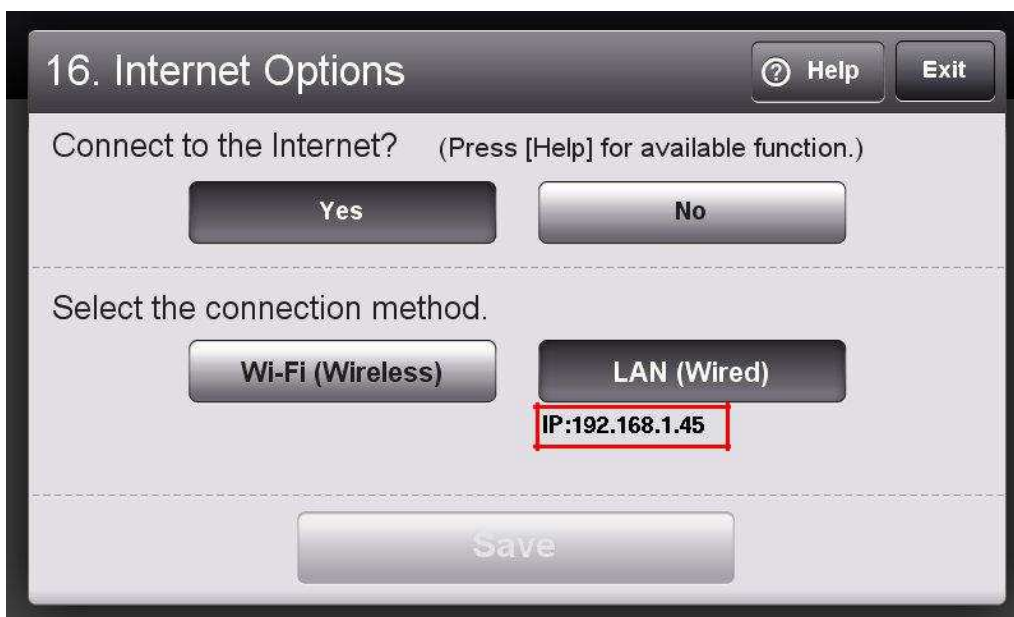 16. Internet Options
Help
Exit
Connect to the Internet? (Press [Help] for available function.)
Yes
No
Select the connection method.
Wi-Fi (Wireless)
LAN (Wired)
IP:192.168.1.45
Save